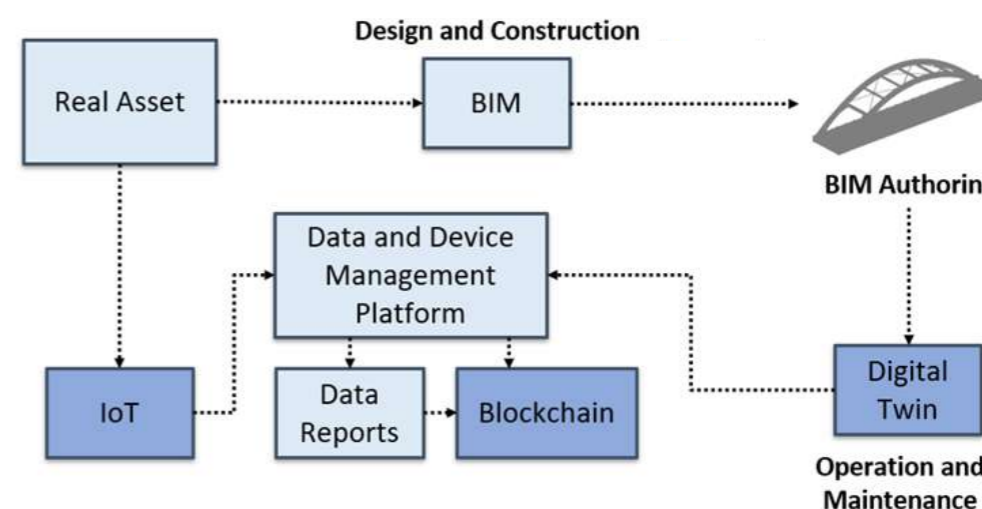 Design and Construction
Real Asset
BIM
BIM Authorin
Data and Device
Management
Platform
IoT
Data
Reports
Blockchain
Digital
Twin
Operation and
Maintenance